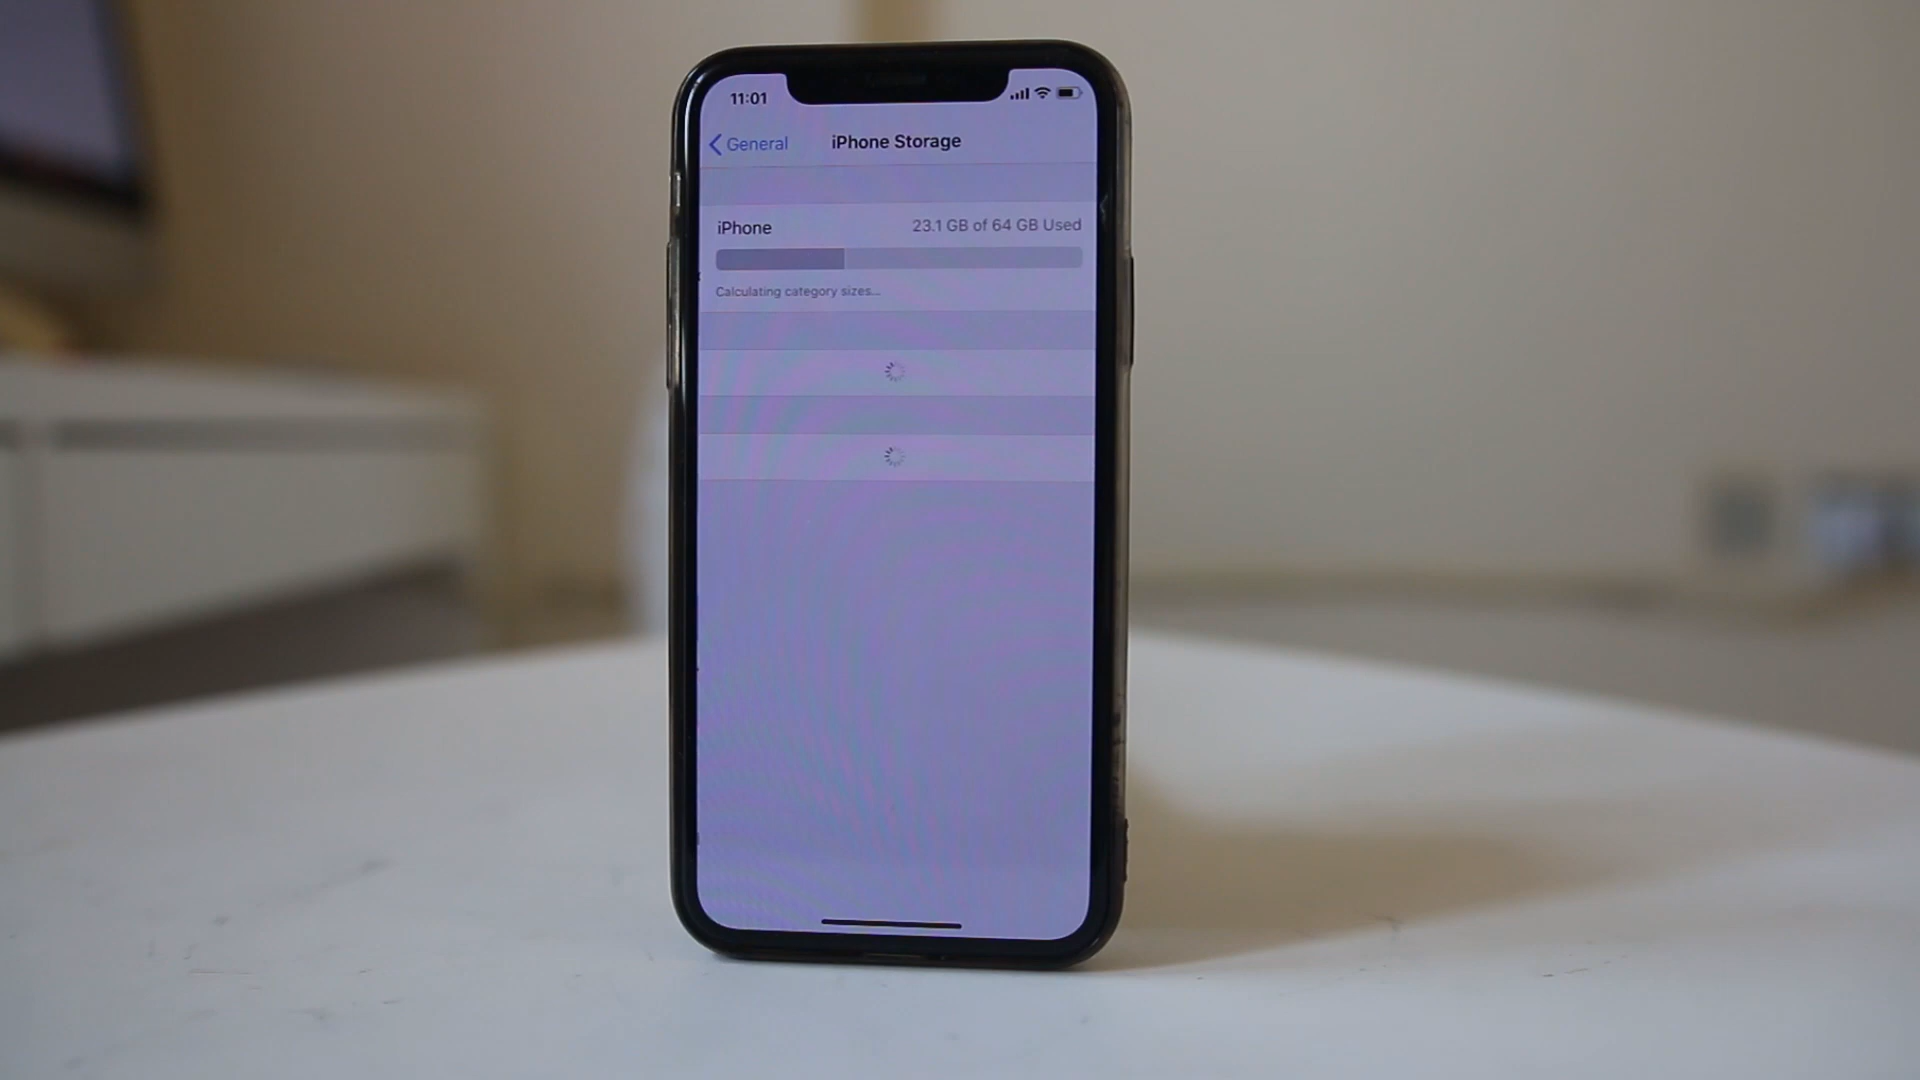 11:01
General
iPhone Storage
iPhone
23.1 GB of 64 GB Used
Calculating category sizes...